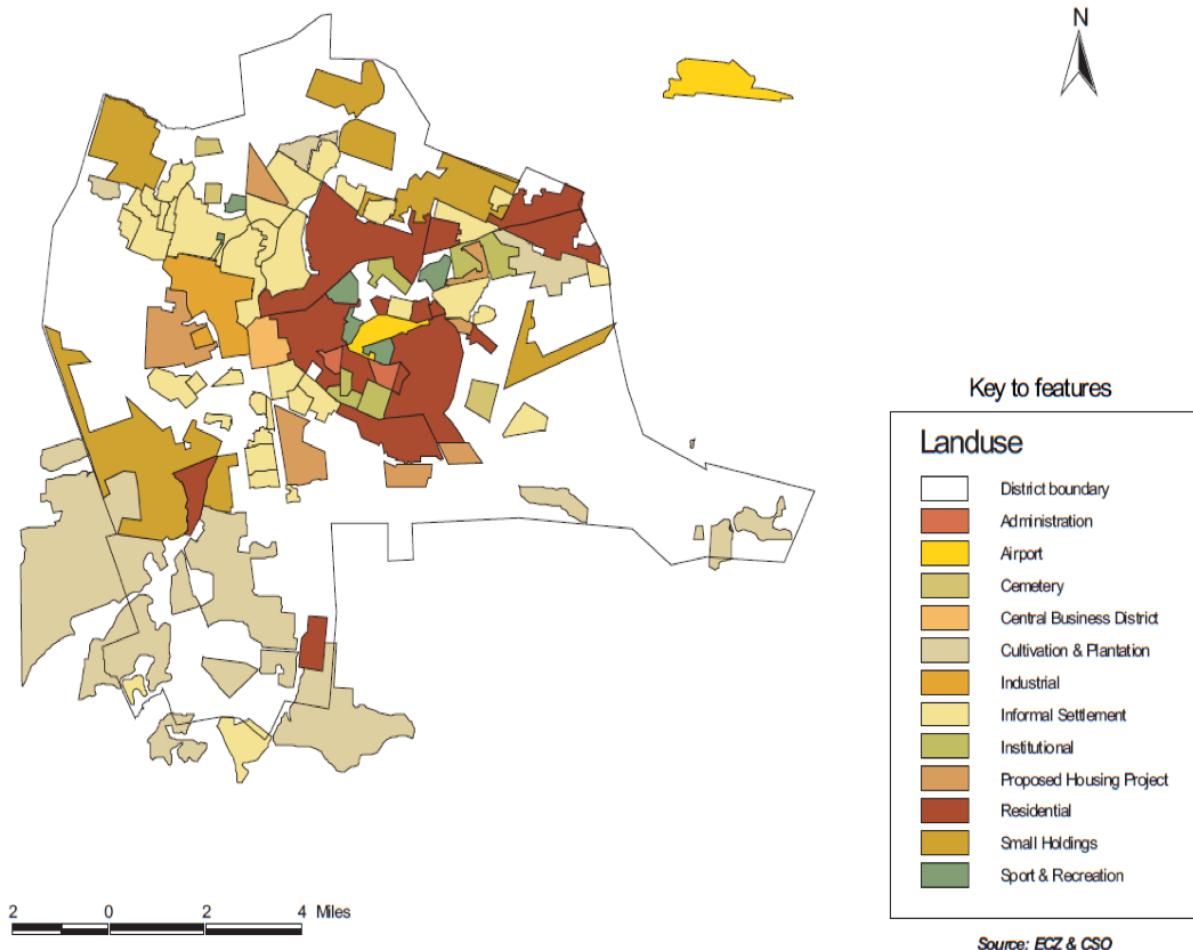 N
Key to features
Landuse
District boundary
Administration
Airport
Cemetery
Central Business District
Cultivation & Plantation
Industrial
Informal Settlement
Institutional
Proposed Housing Project
Residential
Small Holdings
Sport & Recreation
2 0 2 4 Miles
Source: ECZ & CSO